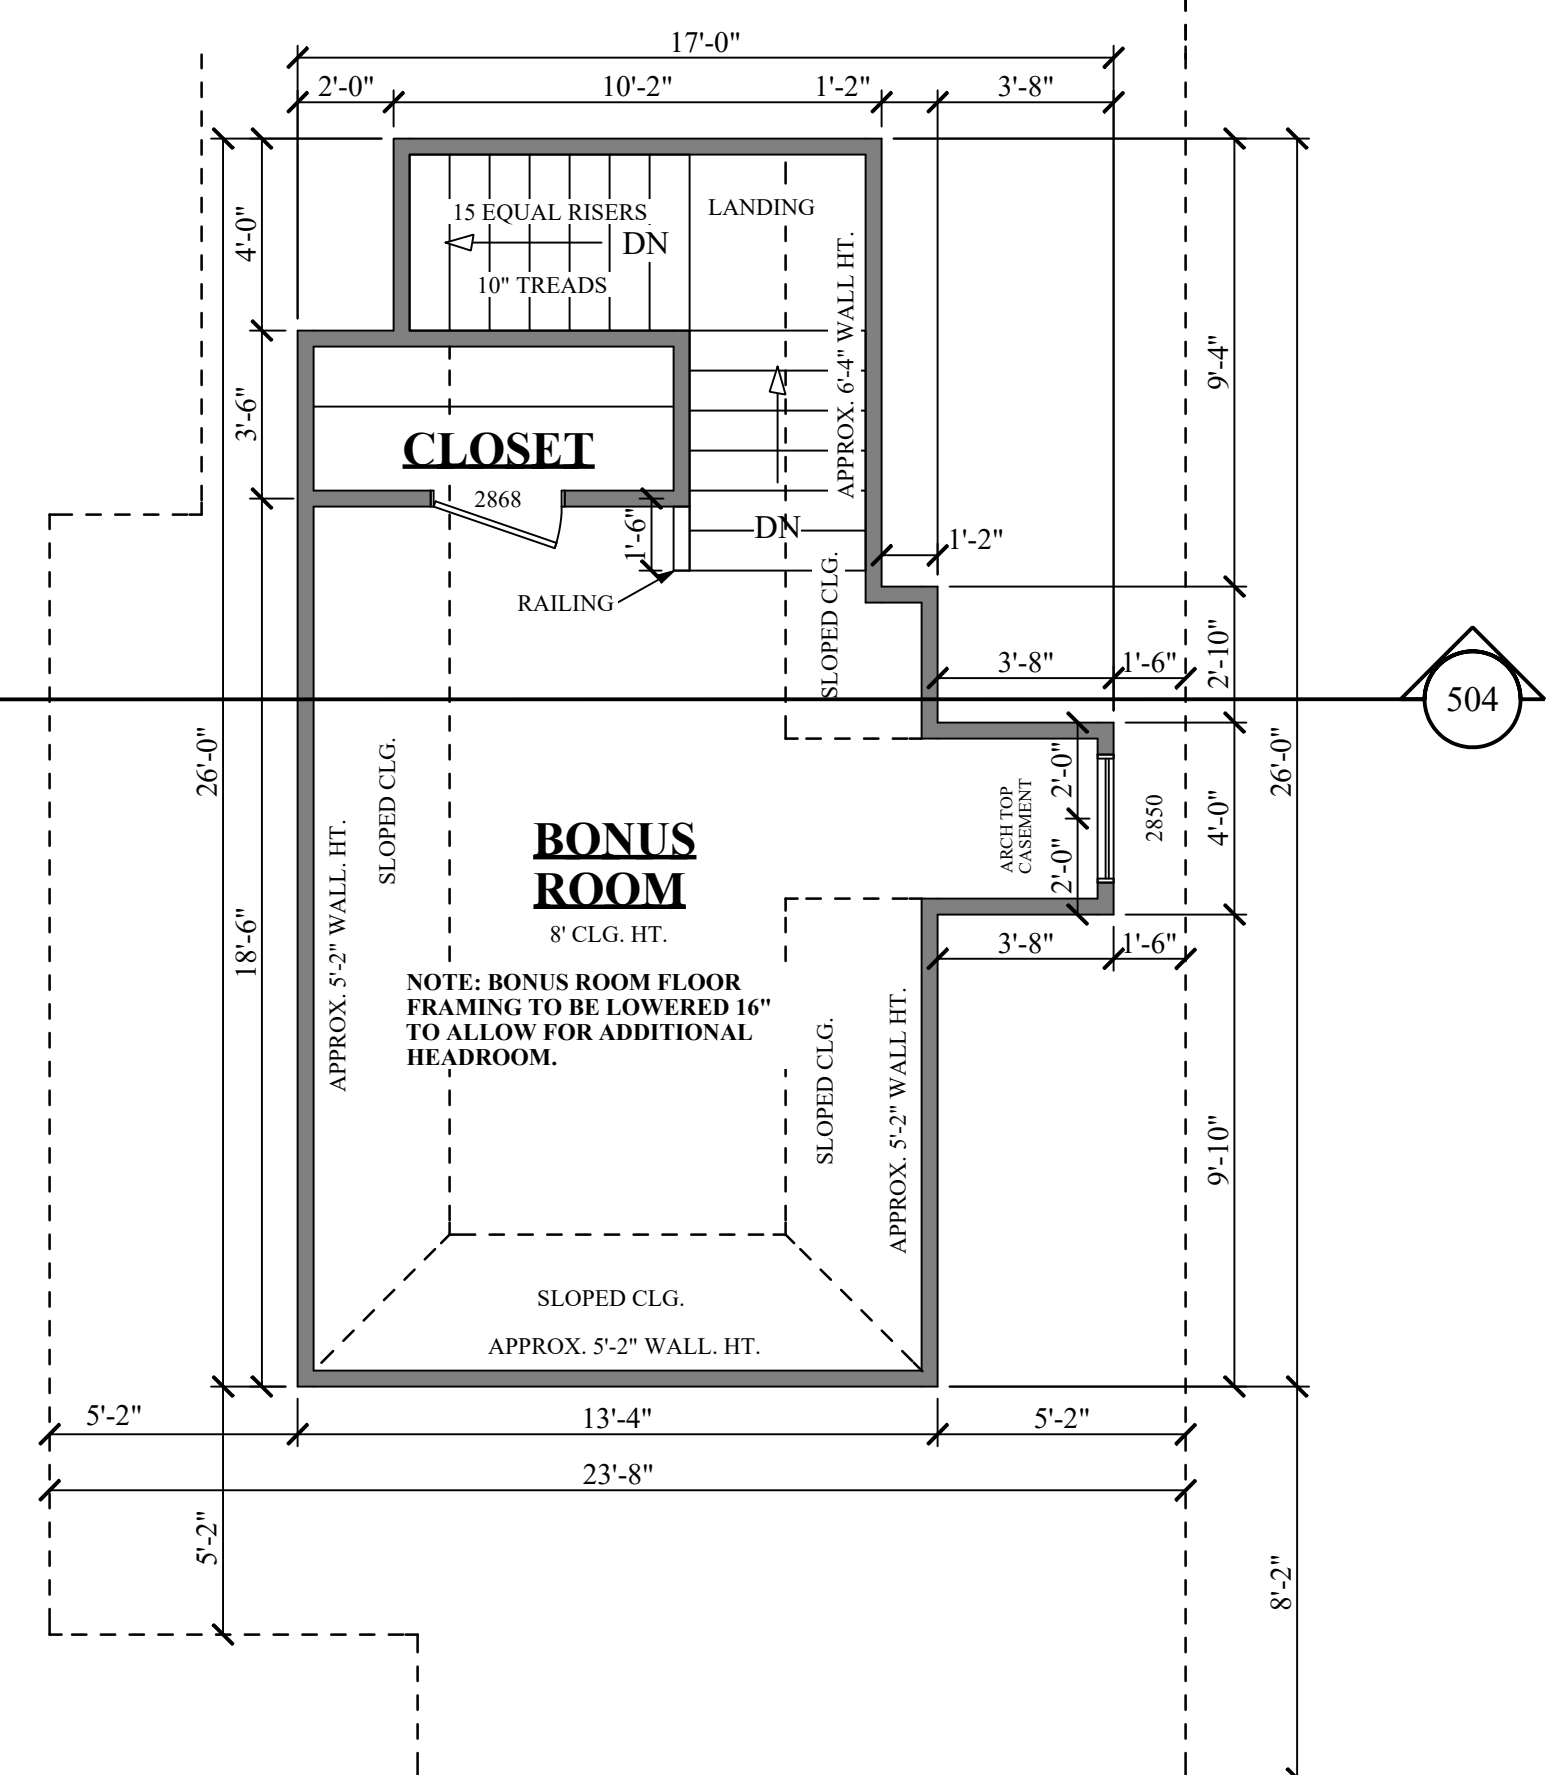 17'-0"
2'-0" 10'-2" 1'-2" 3'-8"
15 EQUAL RISERS
LANDING
DN
10" TREADS
4'-0"
APPROX. 6'-4" WALL HT.
9'-4"
3'-6"
CLOSET
2868
DN
1'-6"
1'-2"
RAILING
SLOPED CLG.
2'-10"
3'-8" 1'-6"
504
26'-0"
SLOPED CLG.
2'-0"
26'-0"
ARCH TOP
CASEMENT
2850
4'-0"
BONUS
ROOM
2'-0"
8' CLG. HT.
APPROX. 5'-2" WALL. HT.
18'-6"
3'-8" 1'-6"
NOTE: BONUS ROOM FLOOR
FRAMING TO BE LOWERED 16"
TO ALLOW FOR ADDITIONAL
HEADROOM.
SLOPED CLG.
APPROX. 5'-2" WALL HT.
9'-10"
SLOPED CLG.
APPROX. 5'-2" WALL. HT.
5'-2" 13'-4" 5'-2"
23'-8"
5'-2"
8'-2"